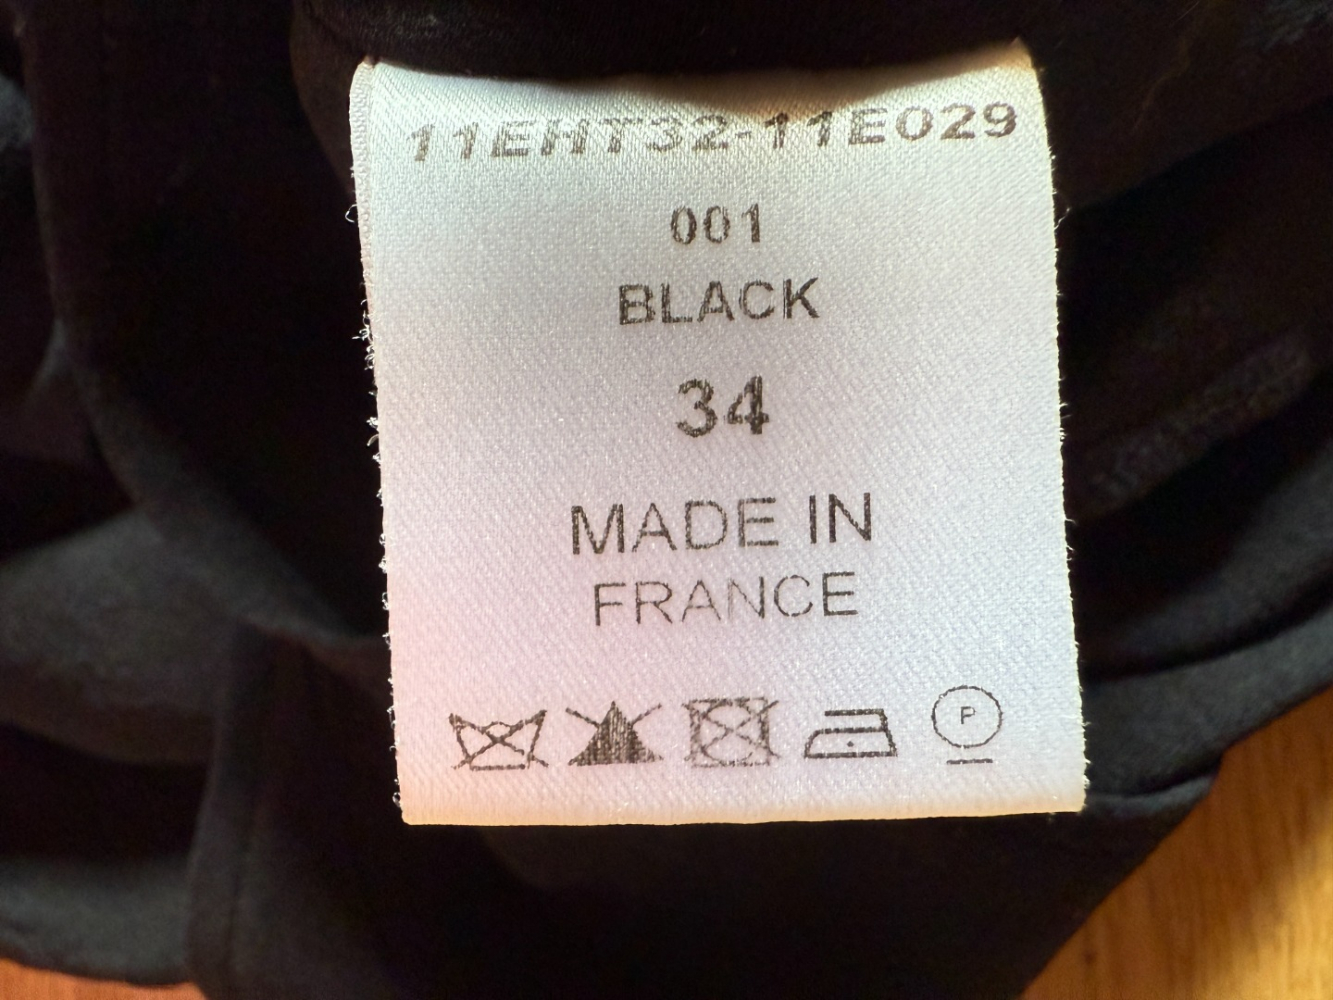 11EHT32-11E029
001
BLACK
34
MADE IN
FRANCE
P